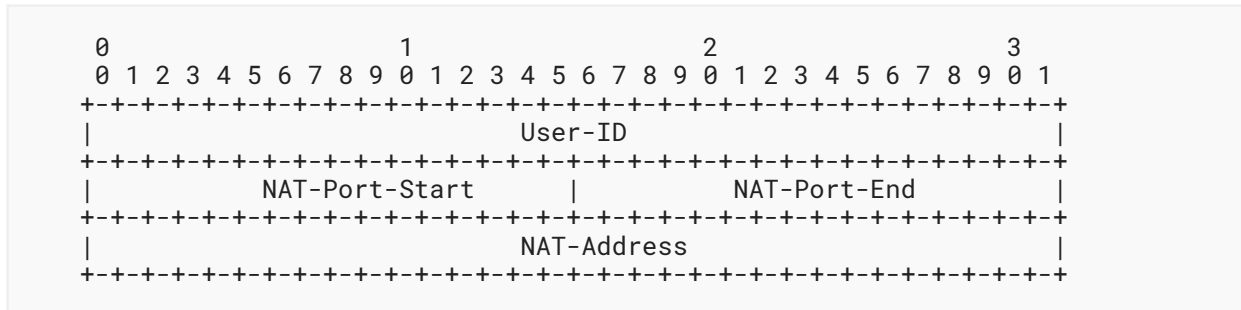 0                   1                   2                   3
 0 1 2 3 4 5 6 7 8 9 0 1 2 3 4 5 6 7 8 9 0 1 2 3 4 5 6 7 8 9 0 1
+-+-+-+-+-+-+-+-+-+-+-+-+-+-+-+-+-+-+-+-+-+-+-+-+-+-+-+-+-+-+-+-+
|                            User-ID                            |
+-+-+-+-+-+-+-+-+-+-+-+-+-+-+-+-+-+-+-+-+-+-+-+-+-+-+-+-+-+-+-+-+
|           NAT-Port-Start      |          NAT-Port-End         |
+-+-+-+-+-+-+-+-+-+-+-+-+-+-+-+-+-+-+-+-+-+-+-+-+-+-+-+-+-+-+-+-+
|                            NAT-Address                        |
+-+-+-+-+-+-+-+-+-+-+-+-+-+-+-+-+-+-+-+-+-+-+-+-+-+-+-+-+-+-+-+-+